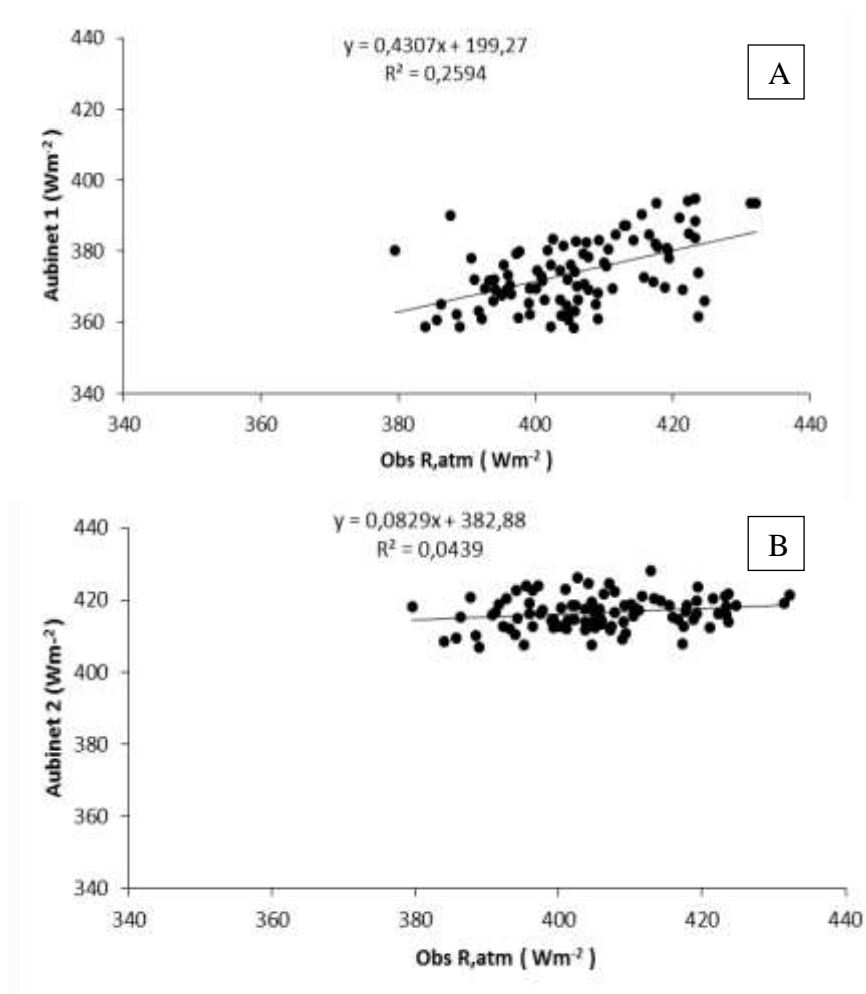 y = 0,4307x + 199,27
R² = 0,2594
A
Aubinet 1 (Wm⁻²)
440
420
400
380
360
340
340 360 380 400 420 440
Obs R,atm ( Wm⁻² )
y = 0,0829x + 382,88
R² = 0,0439
B
Aubinet 2 (Wm-²)
440
420
400
380
360
340
340 360 380 400 420 440
Obs R,atm ( Wm⁻² )